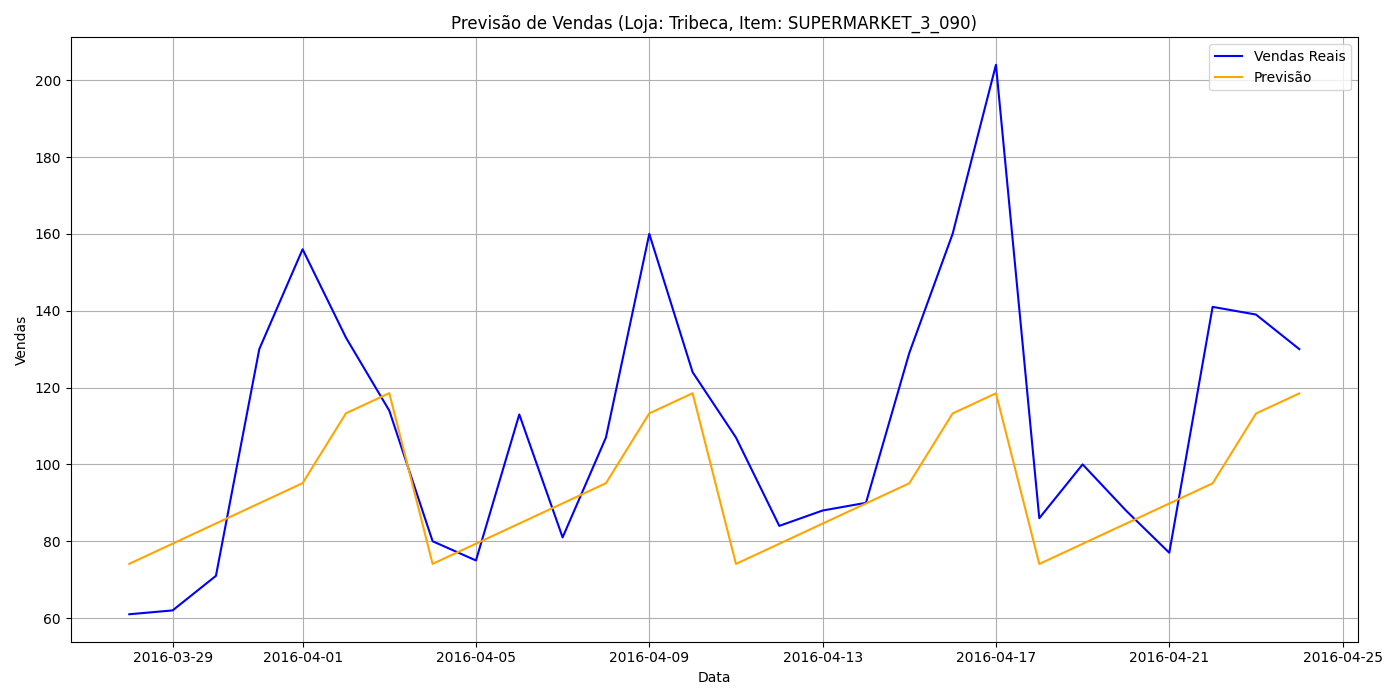 Previsão de Vendas (Loja: Tribeca, Item: SUPERMARKET_3_090)
Vendas Reais
Previsão
200
180
160
140
120
100
80
60
Vendas
2016-03-29 2016-04-01 2016-04-05 2016-04-09 2016-04-13 2016-04-17 2016-04-21 2016-04-25
Data